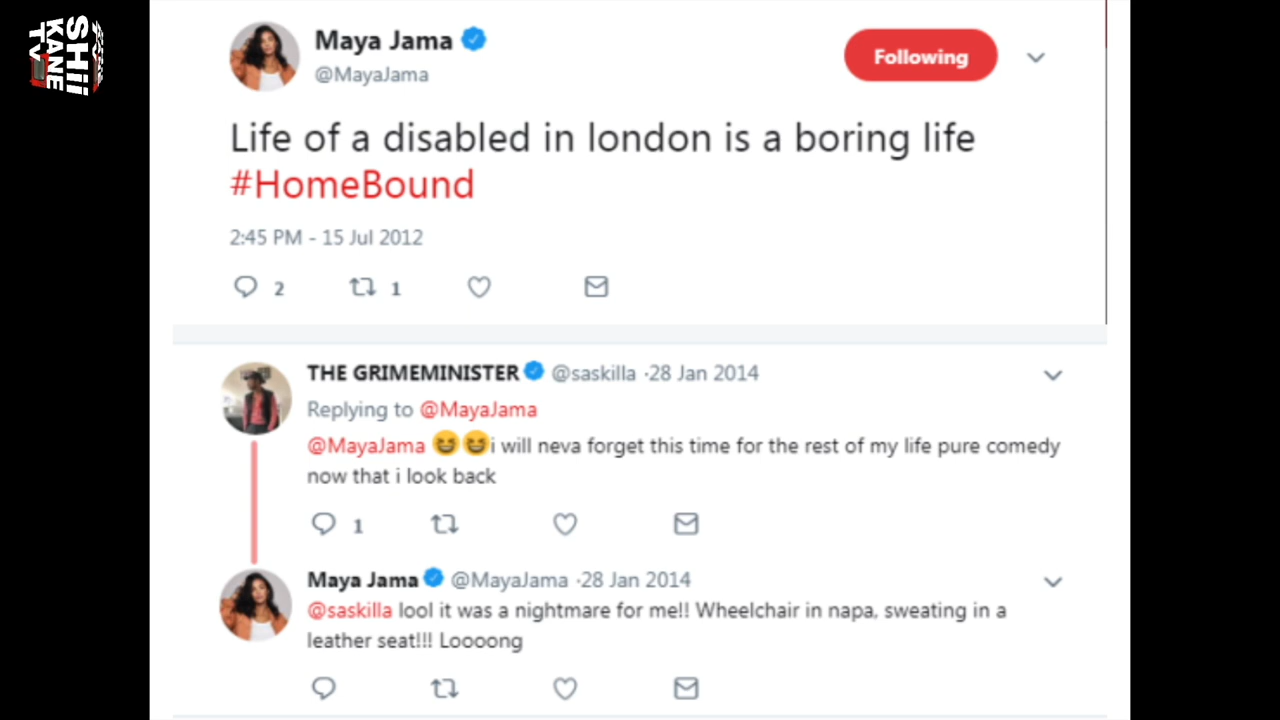 SHii
KANE
TV
Maya Jama
@MayaJama
Following
Life of a disabled in london is a boring life
#HomeBound
2:45 PM - 15 Jul 2012
2 1
THE GRIMEMINISTER @saskilla ·28 Jan 2014
Replying to @MayaJama
@MayaJama 😆😆i will neva forget this time for the rest of my life pure comedy
now that i look back
1
Maya Jama @MayaJama ·28 Jan 2014
@saskilla lool it was a nightmare for me!! Wheelchair in napa, sweating in a
leather seat!!! Loooong